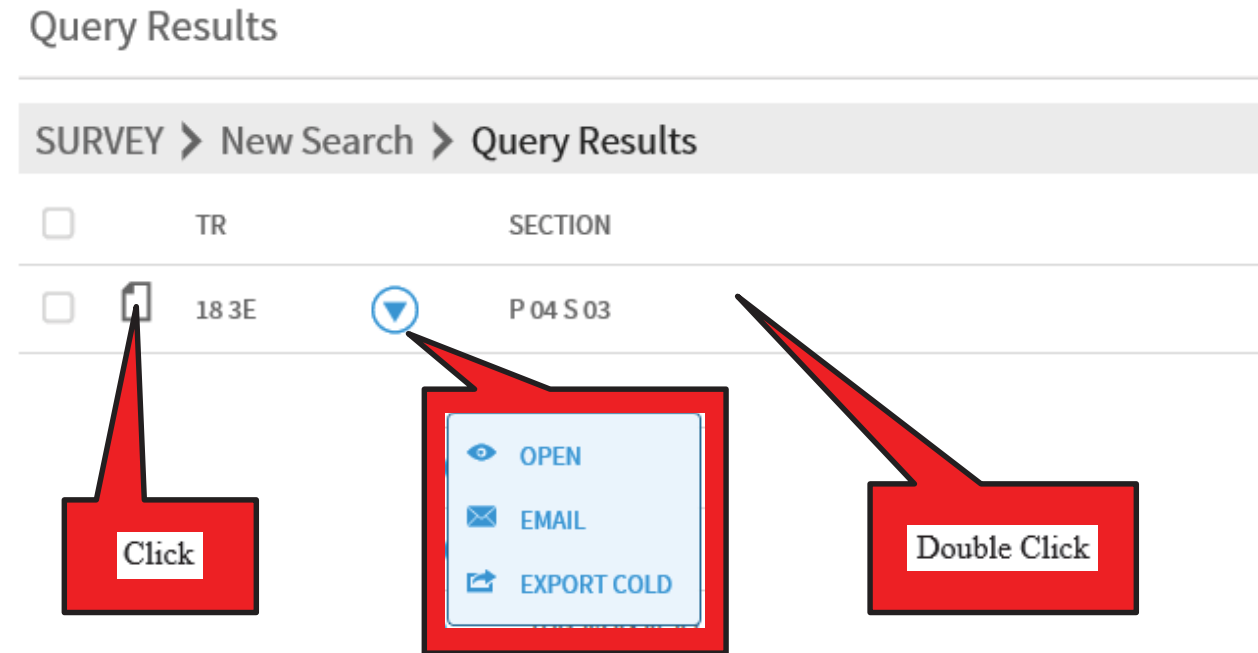 Query Results
SURVEY > New Search > Query Results
TR SECTION
18 3E P 04 S 03
OPEN
EMAIL
EXPORT COLD
Click
Double Click